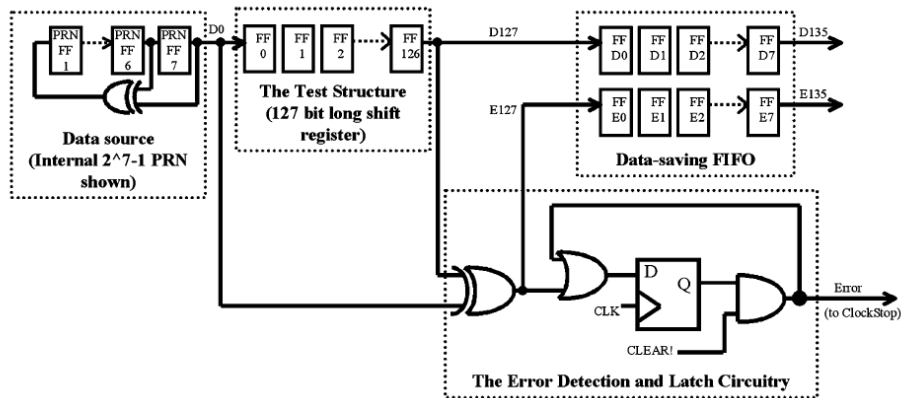 D0
PRN
FF
1
PRN
FF
6
PRN
FF
7
Data source
(Internal 2^7-1 PRN
shown)
FF
0
FF
1
FF
2
FF
126
The Test Structure
(127 bit long shift
register)
D127
E127
FF
D0
FF
D1
FF
D2
FF
D7
D135
FF
E0
FF
E1
FF
E2
FF
E7
E135
Data-saving FIFO
D
Q
CLK
CLEAR!
Error
(to ClockStop)
The Error Detection and Latch Circuitry